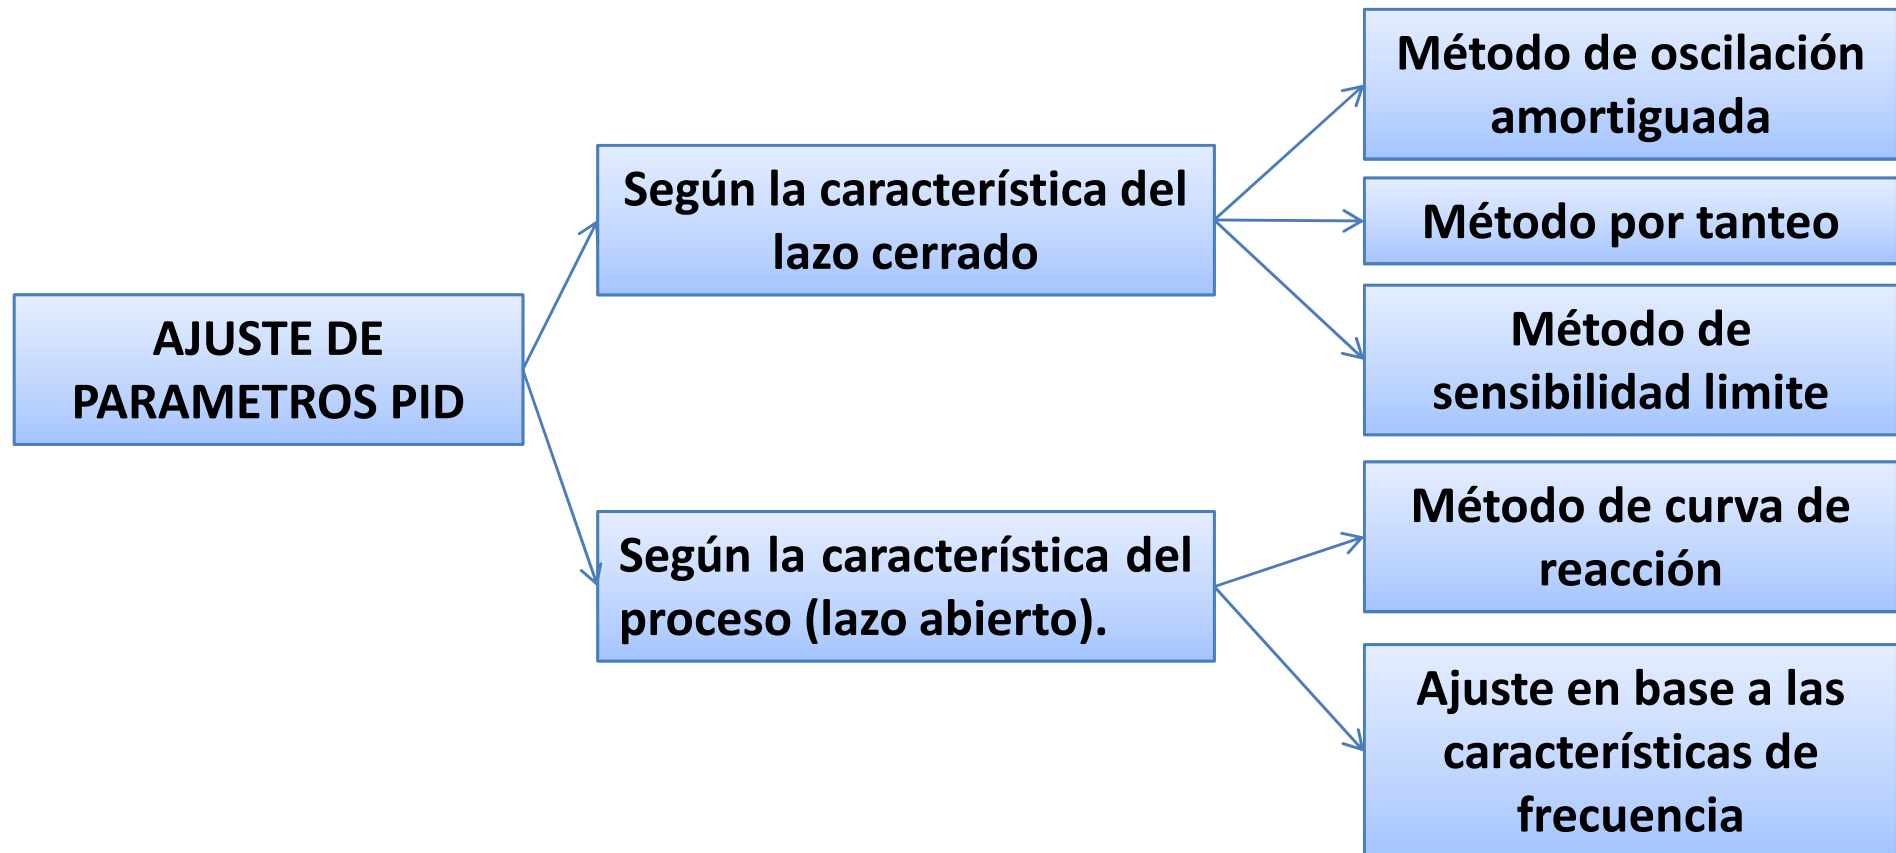 AJUSTE DE
PARAMETROS PID
Según la característica del
lazo cerrado
Método de oscilación
amortiguada
Método por tanteo
Método de
sensibilidad limite
Según la característica del
proceso (lazo abierto).
Método de curva de
reacción
Ajuste en base a las
características de
frecuencia